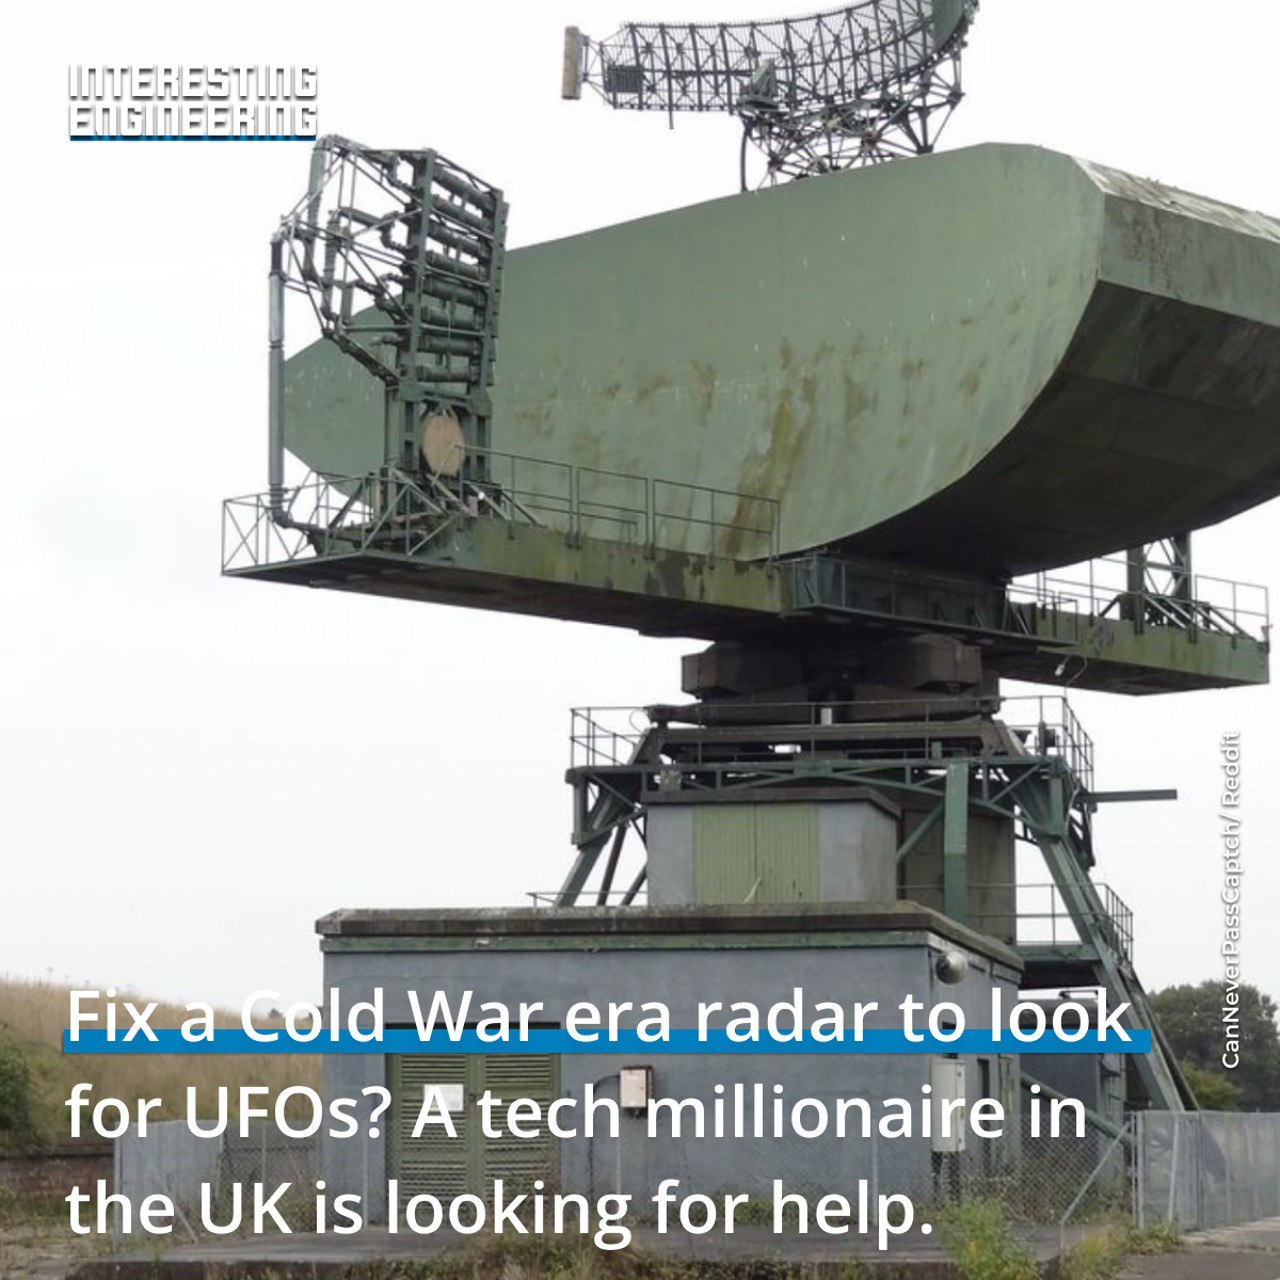 INTERESTING
ENGINEERING
CanNeverPassCaptch/ Reddit
Fix a Cold War era radar to look
for UFOs? A tech millionaire in
the UK is looking for help.